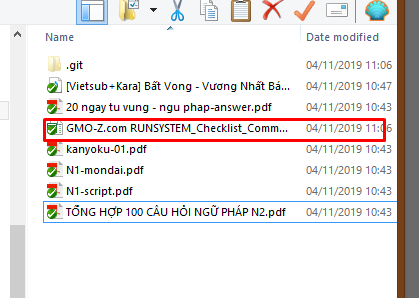 Name Date modified
.git 04/11/2019 11:06
[Vietsub+Kara] Bất Vong - Vương Nhất Bá... 04/11/2019 10:47
20 ngay tu vung - ngu phap-answer.pdf 04/11/2019 10:43
GMO-Z.com RUNSYSTEM_Checklist_Comm... 04/11/2019 11:06
kanyoku-01.pdf 04/11/2019 10:43
N1-mondai.pdf 04/11/2019 10:43
N1-script.pdf 04/11/2019 10:43
TỔNG HỢP 100 CÂU HỎI NGỮ PHÁP N2.pdf 04/11/2019 10:43